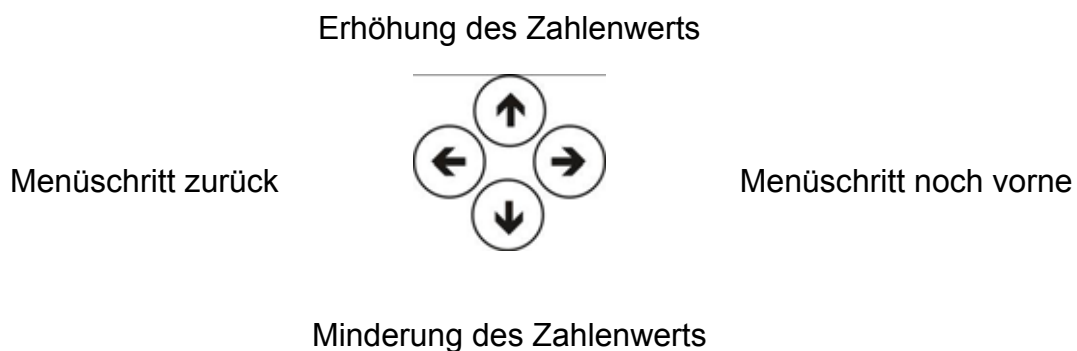 Erhöhung des Zahlenwerts
Menüschritt zurück
Menüschritt noch vorne
Minderung des Zahlenwerts